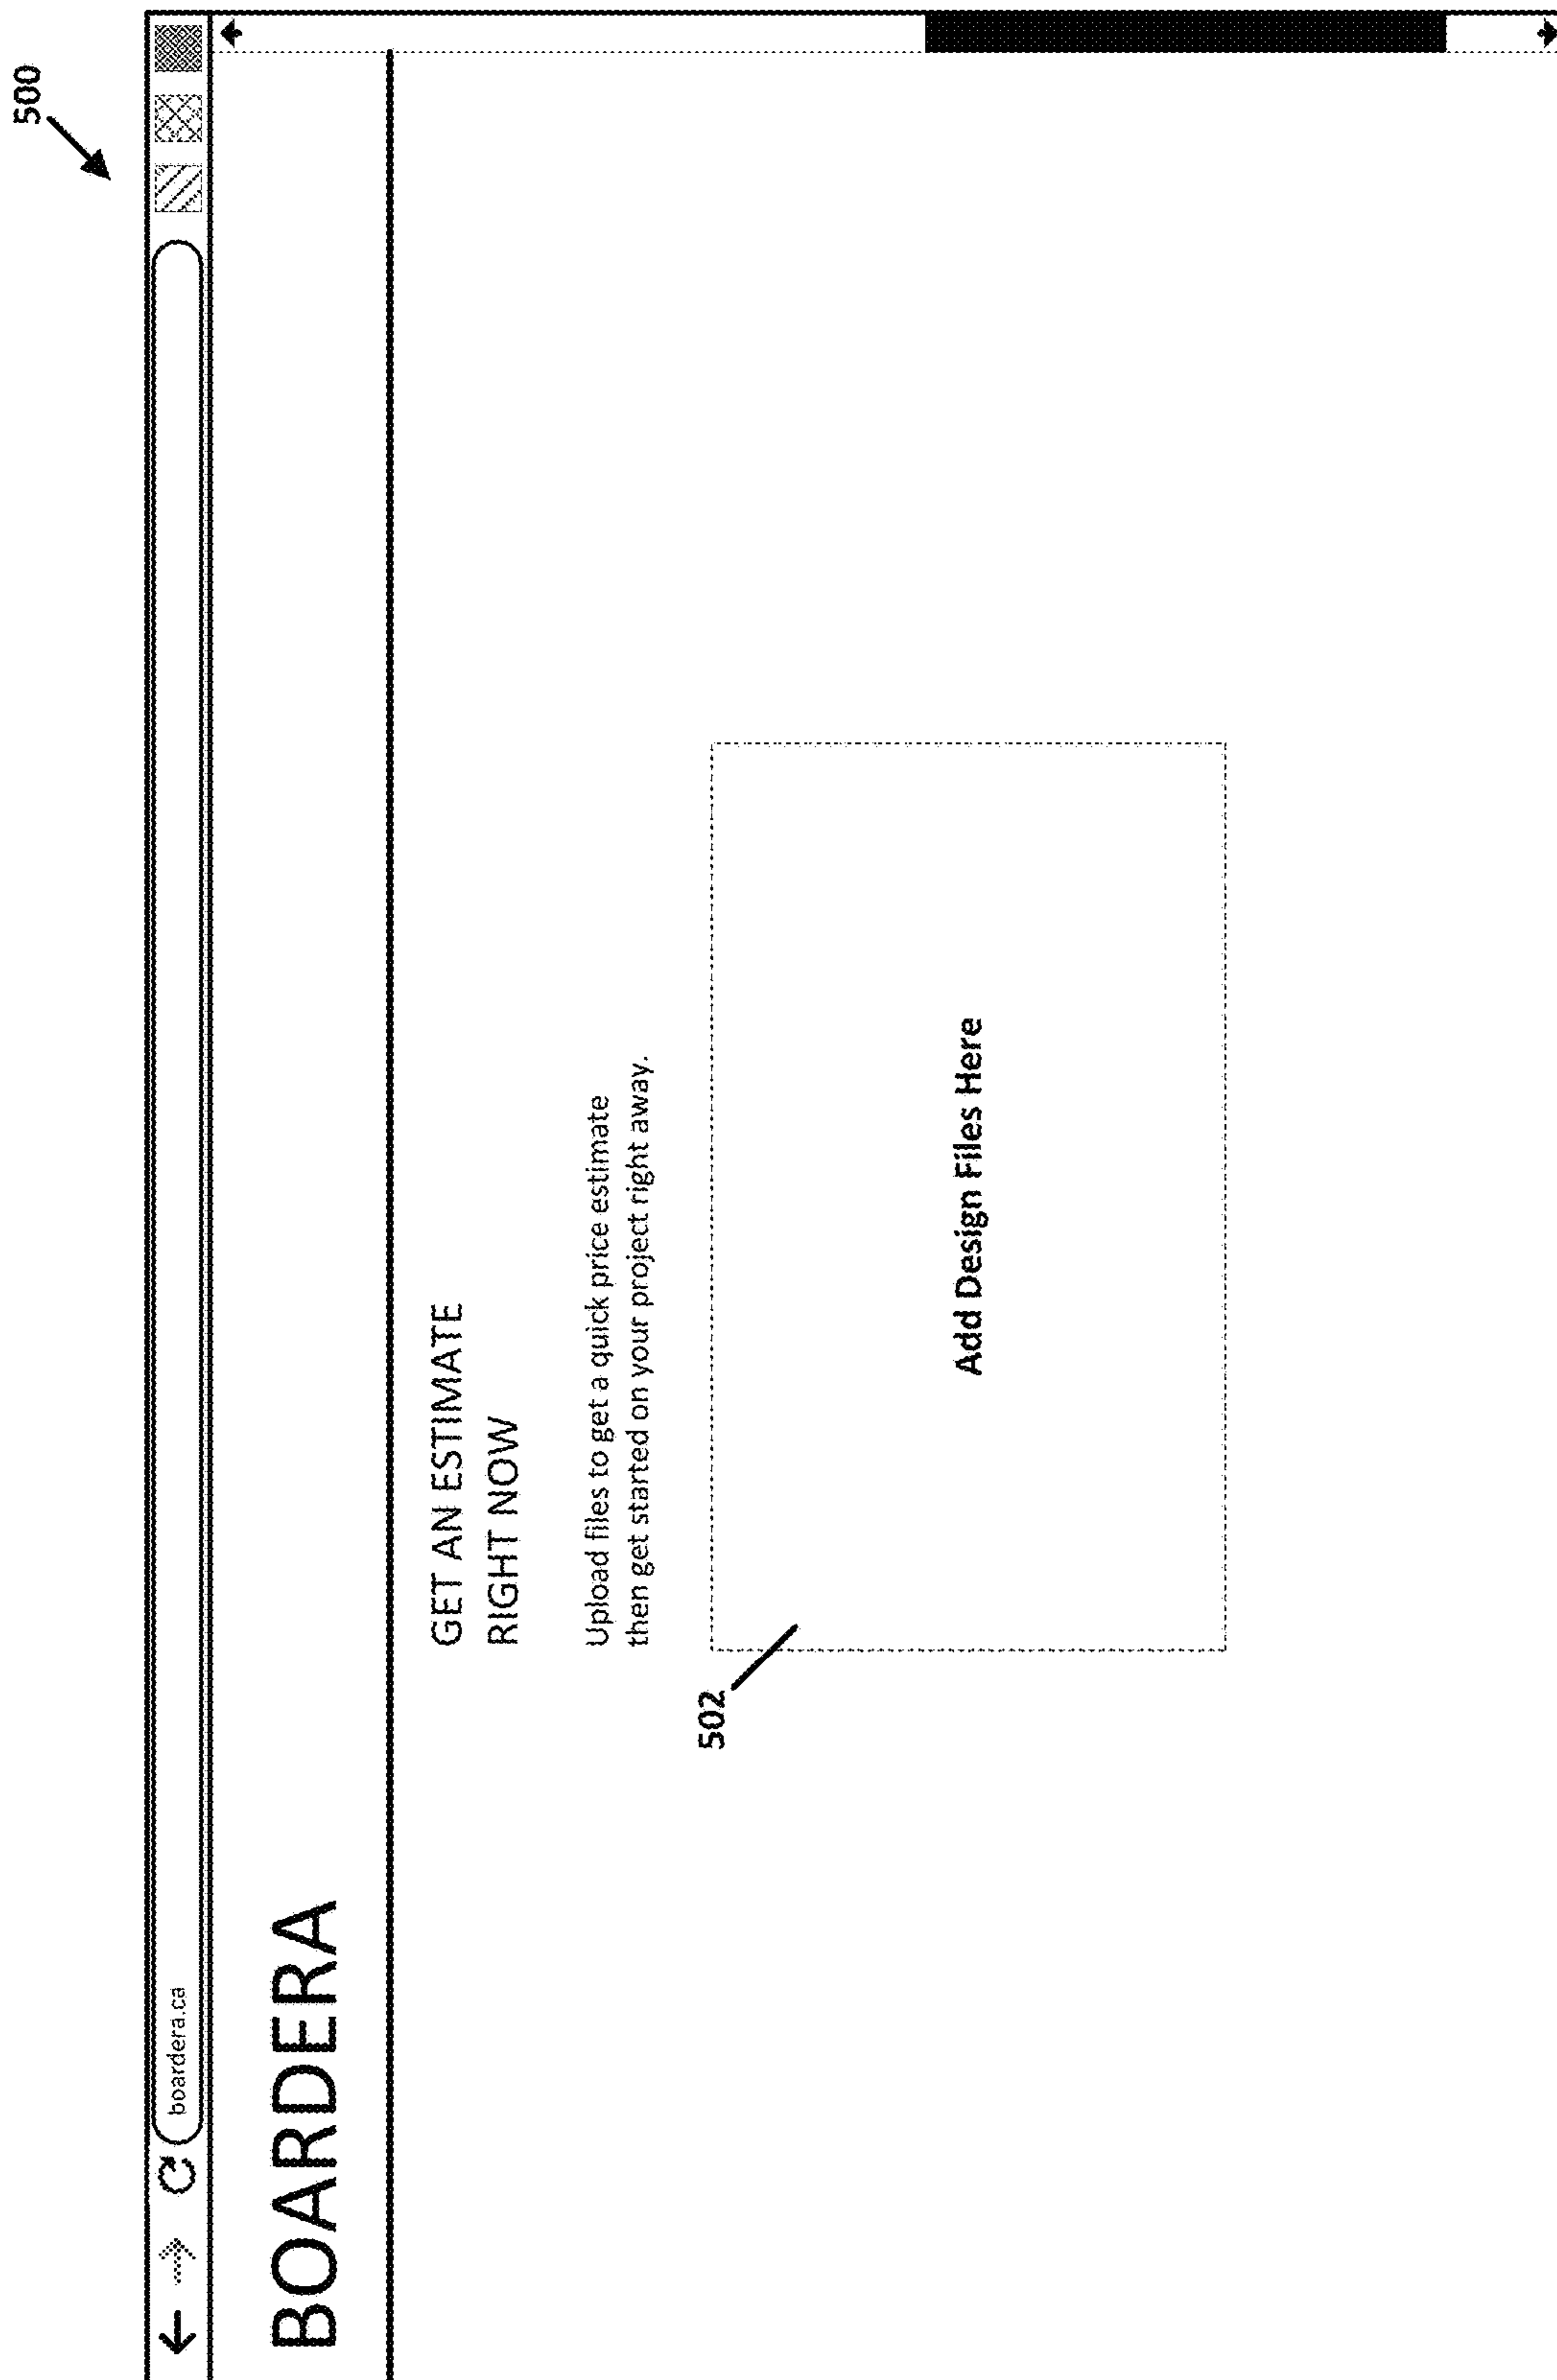 500
boardera.ca
BOARDERA
GET AN ESTIMATE
RIGHT NOW
Upload files to get a quick price estimate
then get started on your project right away.
502
Add Design Files Here